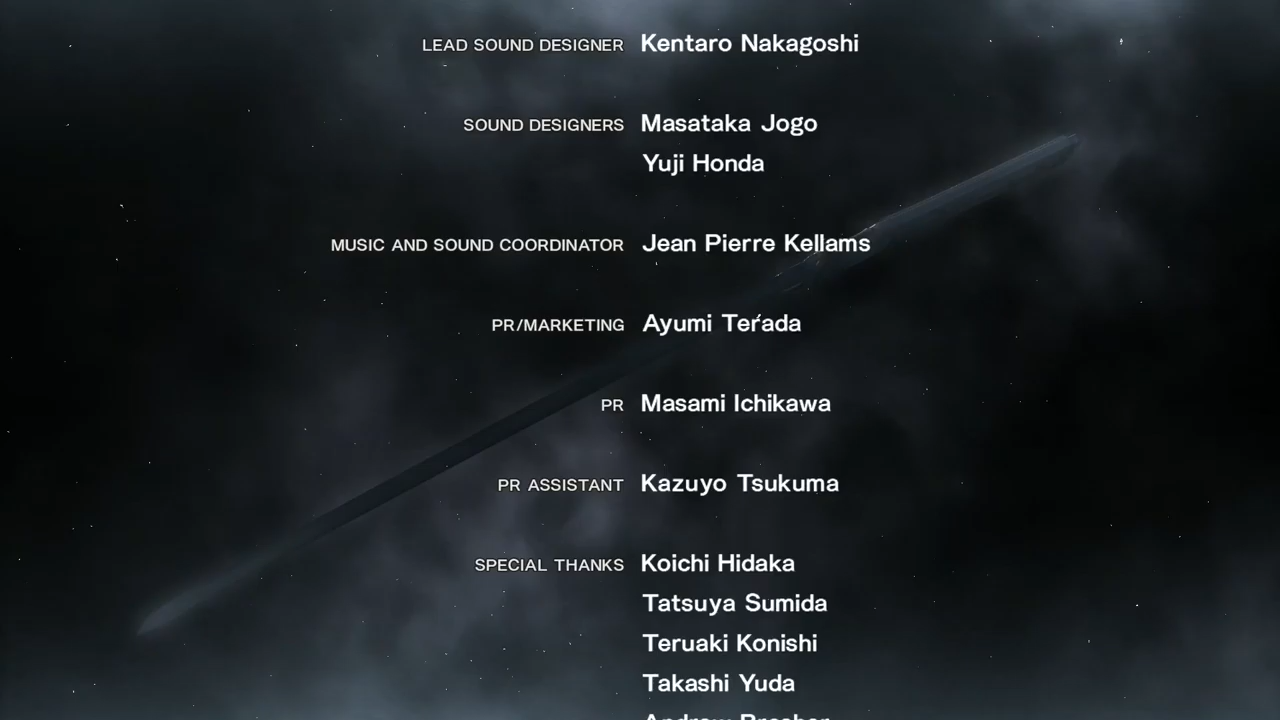 LEAD SOUND DESIGNER Kentaro Nakagoshi
SOUND DESIGNERS Masataka Jogo
Yuji Honda
MUSIC AND SOUND COORDINATOR Jean Pierre Kellams
PR/MARKETING Ayumi Terada
PR Masami Ichikawa
PR ASSISTANT Kazuyo Tsukuma
SPECIAL THANKS Koichi Hidaka
Tatsuya Sumida
Teruaki Konishi
Takashi Yuda